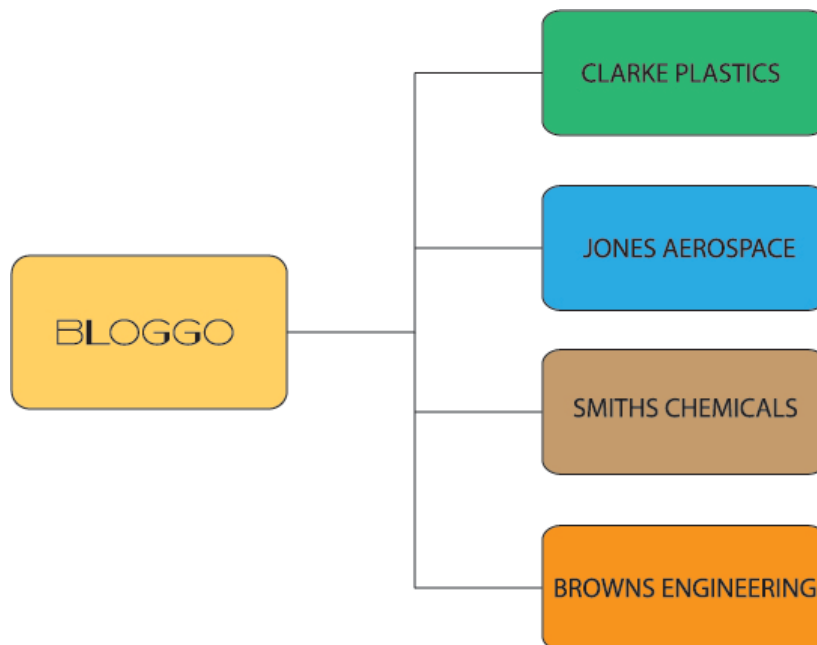 CLARKE PLASTICS
JONES AEROSPACE
BLOGGO
SMITHS CHEMICALS
BROWNS ENGINEERING